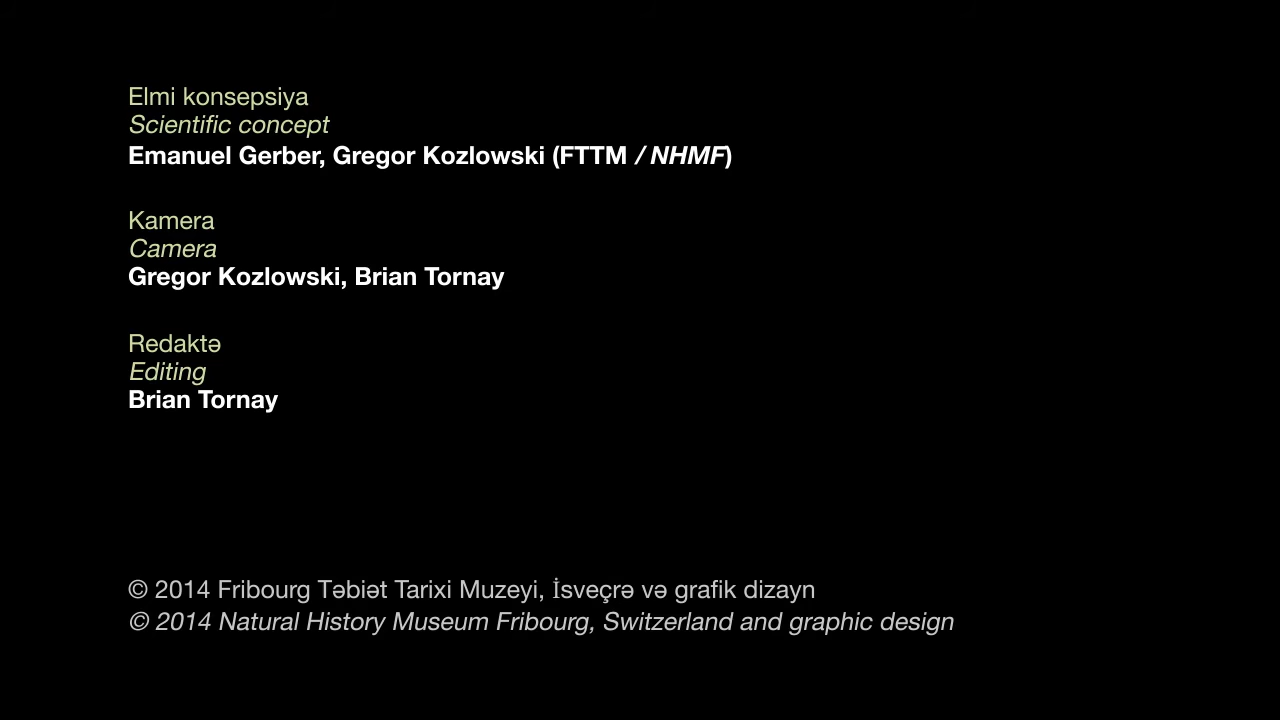 Elmi konsepsiya
Scientific concept
Emanuel Gerber, Gregor Kozlowski (FTTM / NHMF)
Kamera
Camera
Gregor Kozlowski, Brian Tornay
Redaktə
Editing
Brian Tornay
© 2014 Fribourg Təbiət Tarixi Muzeyi, İsveçrə və grafik dizayn
© 2014 Natural History Museum Fribourg, Switzerland and graphic design